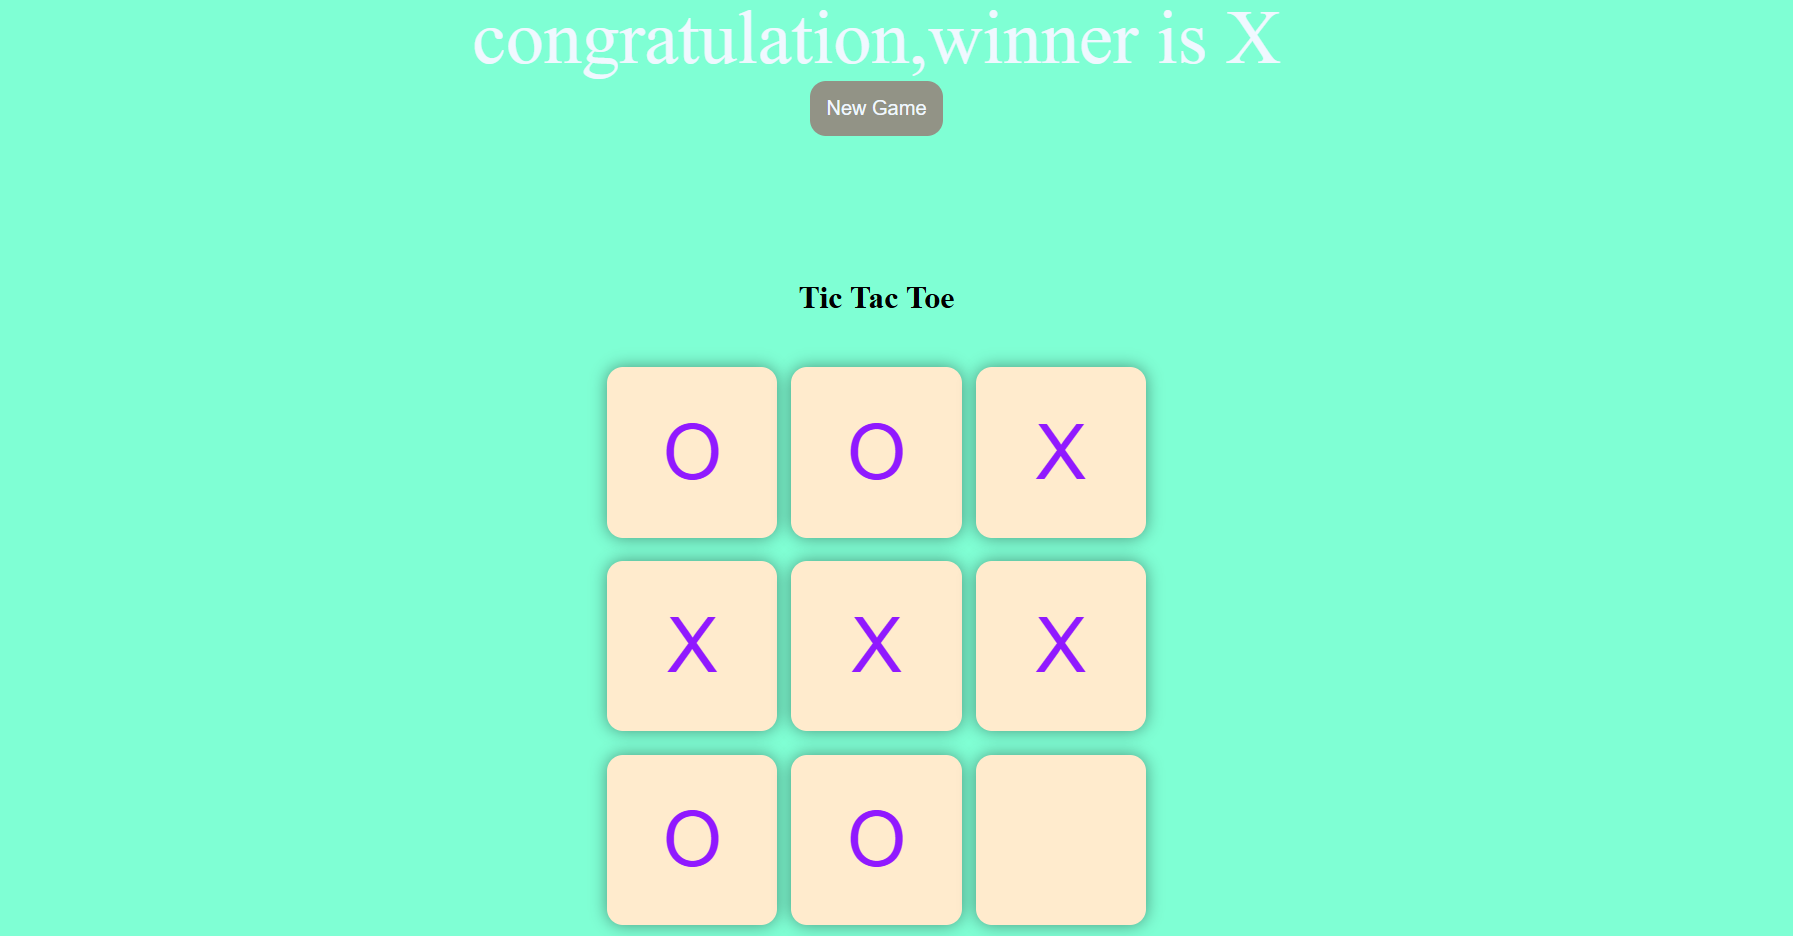 congratulation,winner is X
New Game
Tic Tac Toe
O O X
X X X
O O